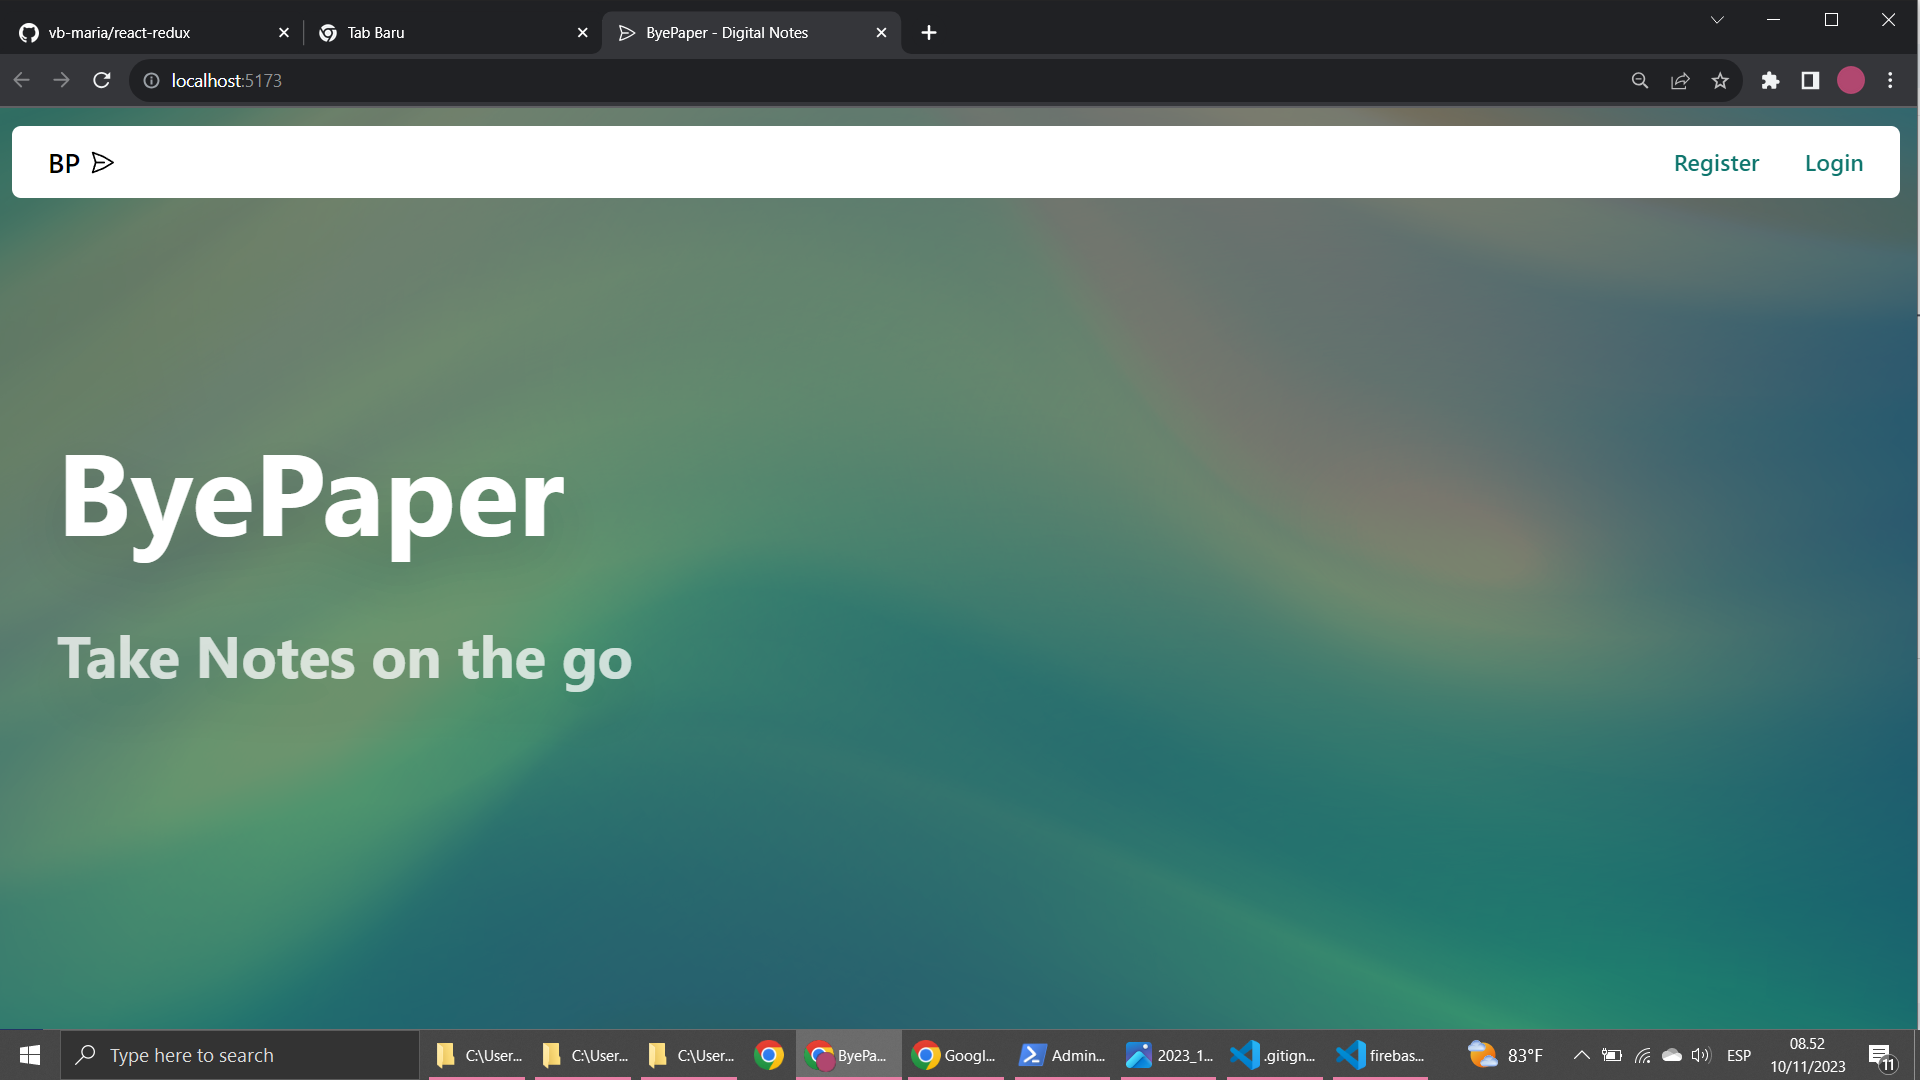 vb-maria/react-redux
Tab Baru
ByePaper - Digital Notes
localhost:5173
BP
Register
Login
ByePaper
Take Notes on the go
Type here to search
C:\User...
C:\User...
C:\User...
ByePa...
Googl...
Admin...
2023_1...
.gitign...
firebas...
83°F
ESP
08.52
10/11/2023
11